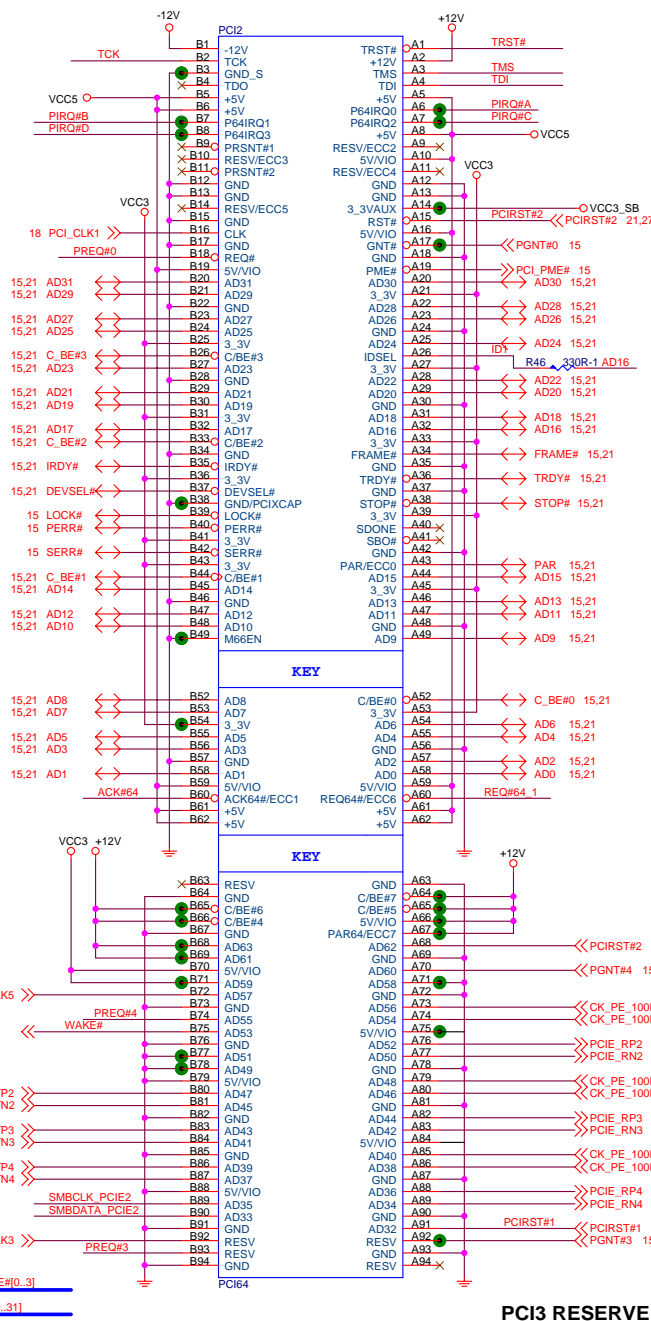 -12V +12V
PCI2
B1 -12V TRST# A1 TRST#
TCK B2 TCK +12V A2
B3 GND_S TMS A3 TMS
B4 TDO TDI A4 TDI
VCC5 B5 +5V +5V A5
B6 +5V P64IRQ0 A6 PIRQ#A
PIRQ#B B7 P64IRQ1 P64IRQ2 A7 PIRQ#C
PIRQ#D B8 P64IRQ3 +5V A8 VCC5
B9 PRSNT#1 RESV/ECC2 A9
B10 RESV/ECC3 5V/VIO A10
B11 PRSNT#2 RESV/ECC4 A11 VCC3
B12 GND GND A12
B13 GND GND A13
VCC3 B14 RESV/ECC5 3_3VAUX A14 VCC3_SB
B15 GND RST# A15 PCIRST#2 PCIRST#2 21,27
18 PCI_CLK1 B16 CLK 5V/VIO A16
B17 GND GNT# A17 PGNT#0 15
PREQ#0 B18 REQ# GND A18
B19 5V/VIO PME# A19 PCI_PME# 15
15,21 AD31 B20 AD31 AD30 A20 AD30 15,21
15,21 AD29 B21 AD29 3_3V A21
B22 GND AD28 A22 AD28 15,21
15,21 AD27 B23 AD27 AD26 A23 AD26 15,21
15,21 AD25 B24 AD25 GND A24
B25 3_3V AD24 A25 AD24 15,21
15,21 C_BE#3 B26 C/BE#3 IDSEL A26 ID1 R46 330R-1 AD16
15,21 AD23 B27 AD23 3_3V A27
B28 GND AD22 A28 AD22 15,21
15,21 AD21 B29 AD21 AD20 A29 AD20 15,21
15,21 AD19 B30 AD19 GND A30
B31 3_3V AD18 A31 AD18 15,21
15,21 AD17 B32 AD17 AD16 A32 AD16 15,21
15,21 C_BE#2 B33 C/BE#2 3_3V A33
B34 GND FRAME# A34 FRAME# 15,21
15,21 IRDY# B35 IRDY# GND A35
B36 3_3V TRDY# A36 TRDY# 15,21
15,21 DEVSEL# B37 DEVSEL# GND A37
B38 GND/PCIXCAP STOP# A38 STOP# 15,21
15 LOCK# B39 LOCK# 3_3V A39
15 PERR# B40 PERR# SDONE A40
B41 3_3V SBO# A41
15 SERR# B42 SERR# GND A42
B43 3_3V PAR/ECC0 A43 PAR 15,21
15,21 C_BE#1 B44 C/BE#1 AD15 A44 AD15 15,21
15,21 AD14 B45 AD14 3_3V A45
B46 GND AD13 A46 AD13 15,21
15,21 AD12 B47 AD12 AD11 A47 AD11 15,21
15,21 AD10 B48 AD10 GND A48
B49 M66EN AD9 A49 AD9 15,21
KEY
15,21 AD8 B52 AD8 C/BE#0 A52 C_BE#0 15,21
15,21 AD7 B53 AD7 3_3V A53
B54 3_3V AD6 A54 AD6 15,21
15,21 AD5 B55 AD5 AD4 A55 AD4 15,21
15,21 AD3 B56 AD3 GND A56
B57 GND AD2 A57 AD2 15,21
15,21 AD1 B58 AD1 AD0 A58 AD0 15,21
B59 5V/VIO 5V/VIO A59
ACK#64 B60 ACK64#/ECC1 REQ64#/ECC6 A60 REQ#64_1
B61 +5V +5V A61
B62 +5V +5V A62
VCC3 +12V KEY +12V
B63 RESV GND A63
B64 GND C/BE#7 A64
B65 C/BE#6 C/BE#5 A65
B66 C/BE#4 5V/VIO A66
B67 GND PAR64/ECC7 A67
B68 AD63 AD62 A68 PCIRST#2
B69 AD61 GND A69
B70 5V/VIO AD60 A70 PGNT#4 15
B71 AD59 AD58 A71
LK5 B72 AD57 GND A72
B73 GND AD56 A73 CK_PE_100
PREQ#4 B74 AD55 AD54 A74 CK_PE_100
WAKE# B75 AD53 5V/VIO A75
B76 GND AD52 A76 PCIE_RP2
B77 AD51 AD50 A77 PCIE_RN2
B78 AD49 GND A78
B79 5V/VIO AD48 A79 CK_PE_100
TP2 B80 AD47 AD46 A80 CK_PE_100
TN2 B81 AD45 GND A81
B82 GND AD44 A82 PCIE_RP3
TP3 B83 AD43 AD42 A83 PCIE_RN3
TN3 B84 AD41 5V/VIO A84
B85 GND AD40 A85 CK_PE_100
TP4 B86 AD39 AD38 A86 CK_PE_100
TN4 B87 AD37 GND A87
B88 5V/VIO AD36 A88 PCIE_RP4
SMBCLK_PCIE2 B89 AD35 AD34 A89 PCIE_RN4
SMBDATA_PCIE2 B90 AD33 GND A90
B91 GND AD32 A91 PCIRST#1 PCIRST#1
LK3 B92 RESV RESV A92 PGNT#3 15
PREQ#3 B93 RESV GND A93
B94 GND RESV A94
PCI64
E#[0..3]
..31]
PCI3 RESERVE